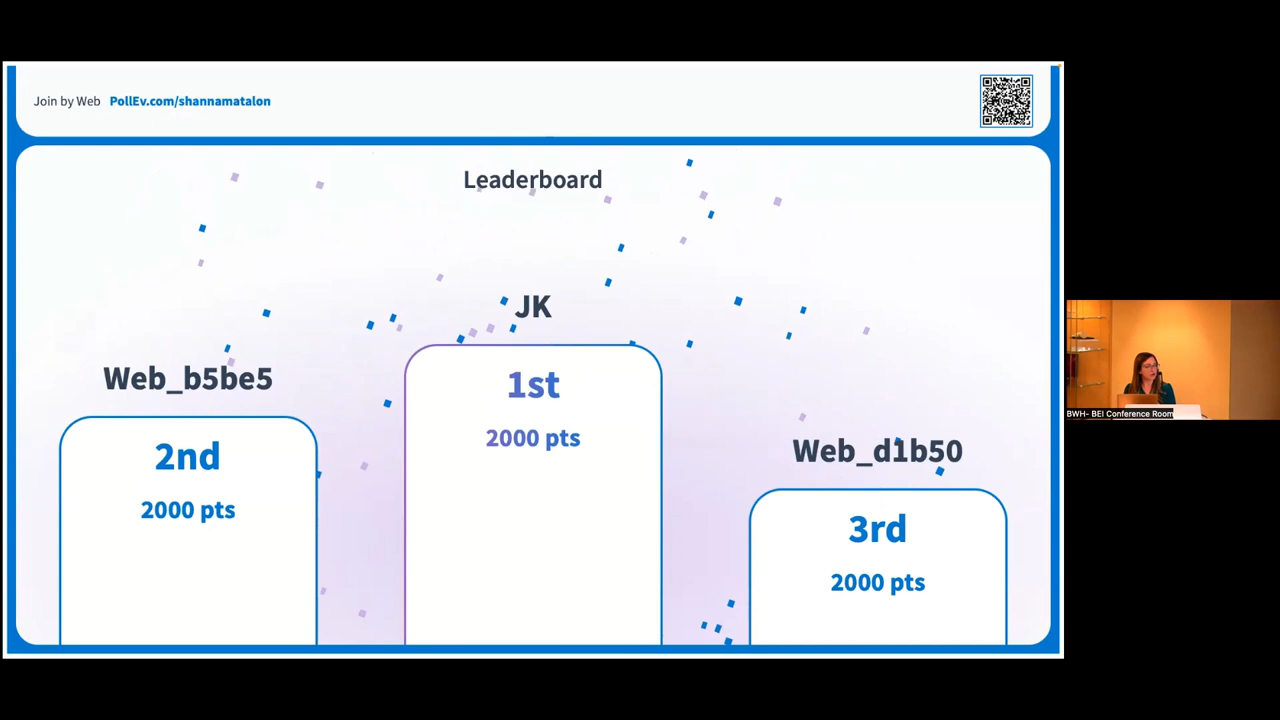 Join by Web PollEv.com/shannamatalon
Leaderboard
JK
1st
2000 pts
Web_b5be5
2nd
2000 pts
Web_d1b50
3rd
2000 pts
BWH- BEI Conference Room